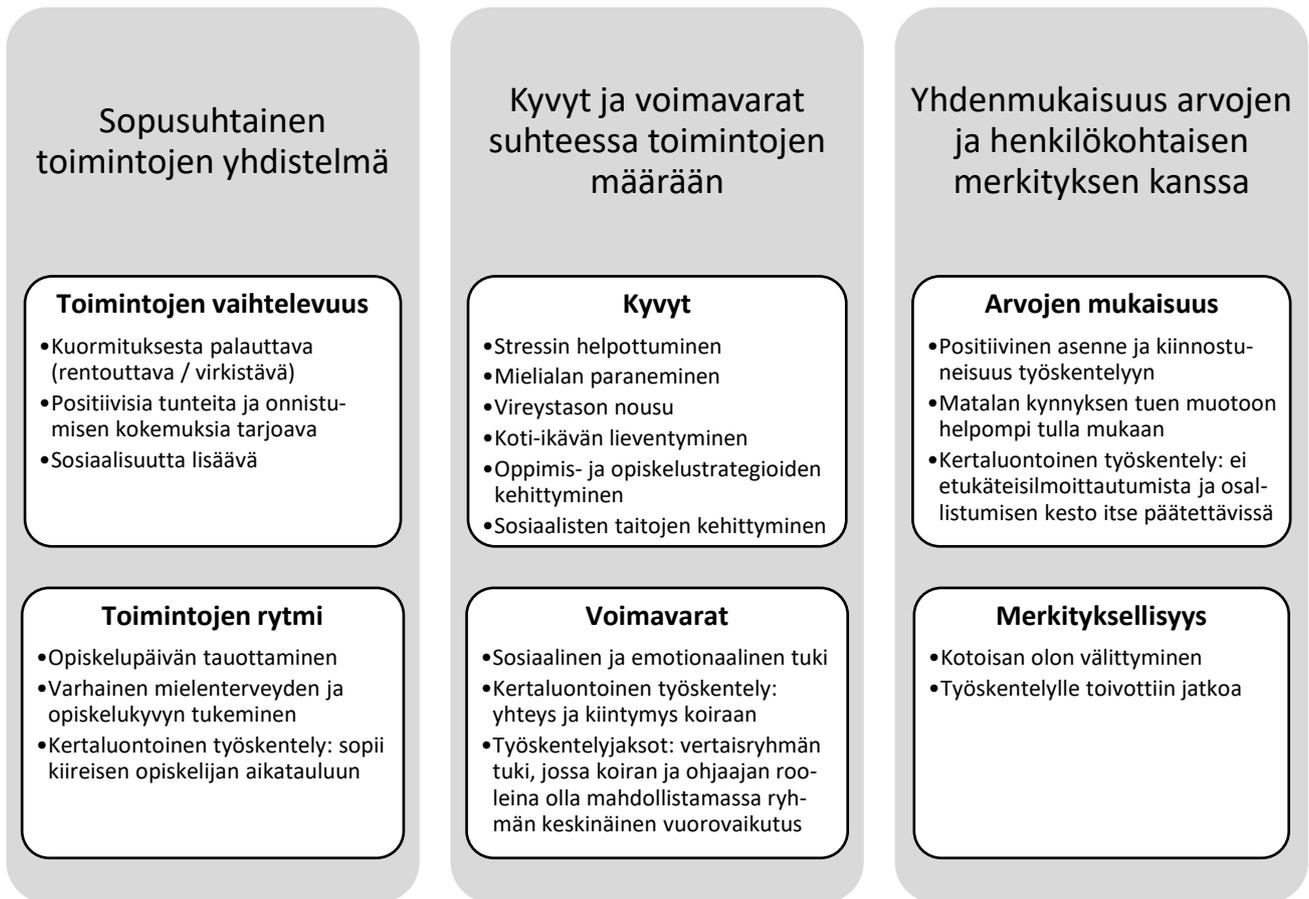 Sopusuhtainen
toimintojen yhdistelmä
Toimintojen vaihtelevuus
•Kuormituksesta palauttava
(rentouttava / virkistävä)
•Positiivisia tunteita ja onnistu-
misen kokemuksia tarjoava
•Sosiaalisuutta lisäävä
Toimintojen rytmi
•Opiskelupäivän tauottaminen
•Varhainen mielenterveyden ja
opiskelukyvyn tukeminen
•Kertaluontoinen työskentely: sopii
kiireisen opiskelijan aikatauluun
Kyvyt ja voimavarat
suhteessa toimintojen
määrään
Kyvyt
•Stressin helpottuminen
•Mielialan paraneminen
•Vireystason nousu
•Koti-ikävän lieventyminen
•Oppimis- ja opiskelustrategioiden
kehittyminen
•Sosiaalisten taitojen kehittyminen
Voimavarat
•Sosiaalinen ja emotionaalinen tuki
•Kertaluontoinen työskentely:
yhteys ja kiintymys koiraan
•Työskentelyjaksot: vertaisryhmän
tuki, jossa koiran ja ohjaajan roo-
leina olla mahdollistamassa ryh-
män keskinäinen vuorovaikutus
Yhdenmukaisuus arvojen
ja henkilökohtaisen
merkityksen kanssa
Arvojen mukaisuus
•Positiivinen asenne ja kiinnostu-
neisuus työskentelyyn
•Matalan kynnyksen tuen muotoon
helpompi tulla mukaan
•Kertaluontoinen työskentely: ei
etukäteisilmoittautumista ja osal-
listumisen kesto itse päätettävissä
Merkityksellisyys
•Kotoisan olon välittyminen
•Työskentelylle toivottiin jatkoa